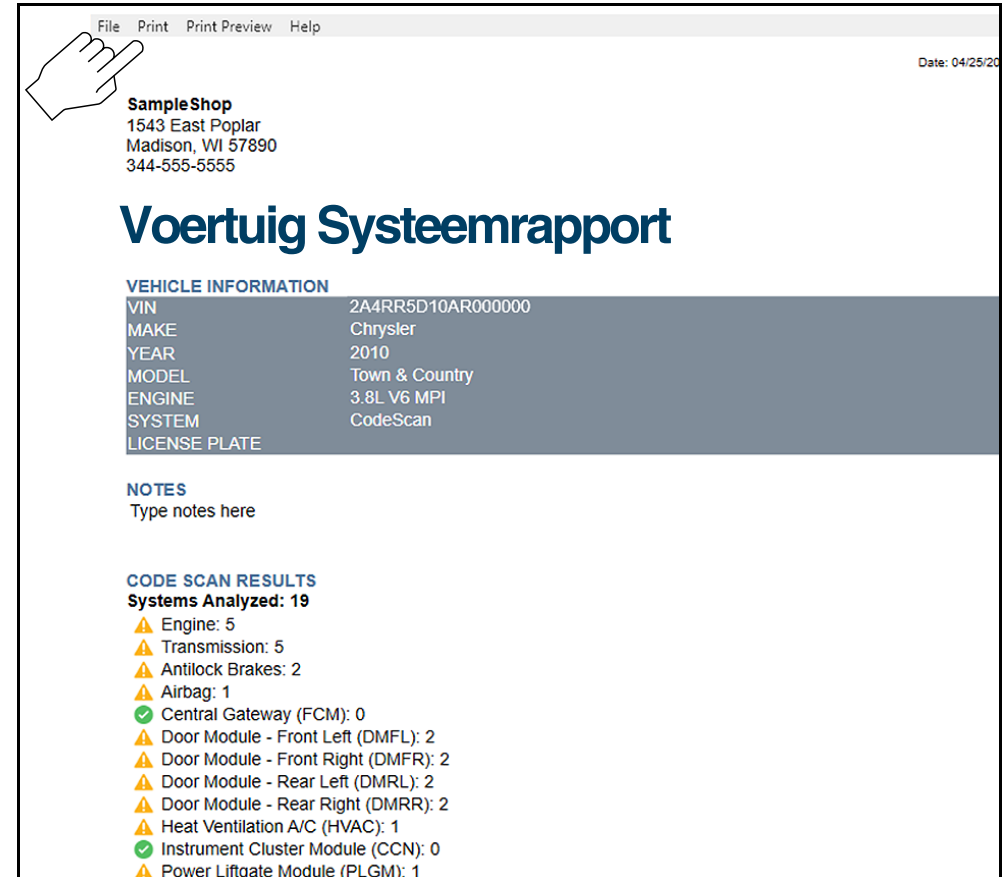 File Print Print Preview Help
Date: 04/25/20
SampleShop
1543 East Poplar
Madison, WI 57890
344-555-5555
Voertuig Systeemrapport
VEHICLE INFORMATION
VIN 2A4RR5D10AR000000
MAKE Chrysler
YEAR 2010
MODEL Town & Country
ENGINE 3.8L V6 MPI
SYSTEM CodeScan
LICENSE PLATE
NOTES
Type notes here
CODE SCAN RESULTS
Systems Analyzed: 19
Engine: 5
Transmission: 5
Antilock Brakes: 2
Airbag: 1
Central Gateway (FCM): 0
Door Module - Front Left (DMFL): 2
Door Module - Front Right (DMFR): 2
Door Module - Rear Left (DMRL): 2
Door Module - Rear Right (DMRR): 2
Heat Ventilation A/C (HVAC): 1
Instrument Cluster Module (CCN): 0
Power Liftgate Module (PLGM): 1